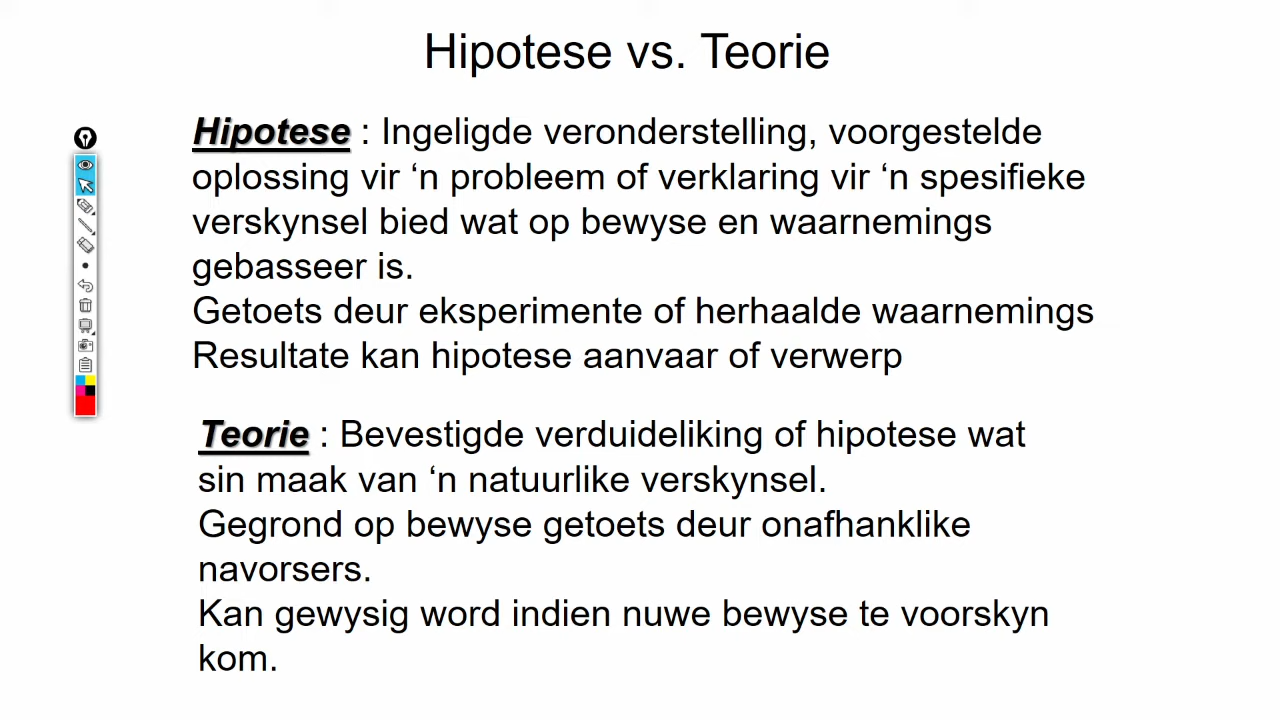 Hipotese vs. Teorie
Hipotese : Ingeligde veronderstelling, voorgestelde
oplossing vir ‘n probleem of verklaring vir ‘n spesifieke
verskynsel bied wat op bewyse en waarnemings
gebasseer is.
Getoets deur eksperimente of herhaalde waarnemings
Resultate kan hipotese aanvaar of verwerp
Teorie : Bevestigde verduideliking of hipotese wat
sin maak van ‘n natuurlike verskynsel.
Gegrond op bewyse getoets deur onafhanklike
navorsers.
Kan gewysig word indien nuwe bewyse te voorskyn
kom.